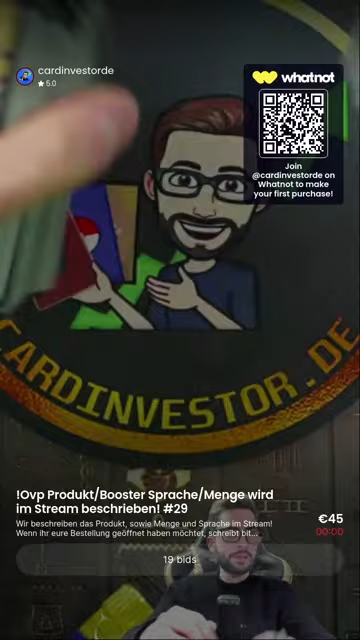 cardinvestorde
★ 5.0
whatnot
Join
@cardinvestorde on
Whatnot to make
your first purchase!
CARDINVESTOR.DE
!Ovp Produkt/Booster Sprache/Menge wird
im Stream beschrieben! #29
€45
Wir beschreiben das Produkt, sowie Menge und Sprache im Stream!
00:00
Wenn ihr eure Bestellung geöffnet haben möchtet, schreibt bit...
19 bids